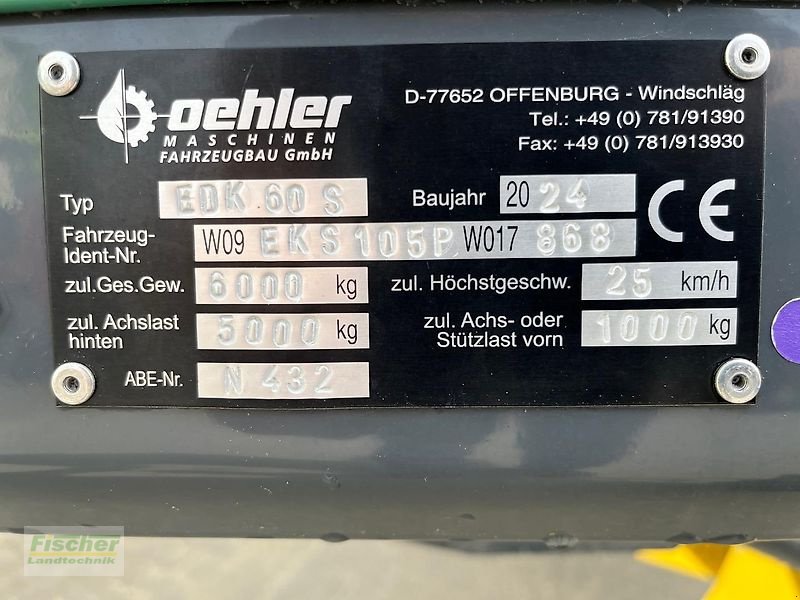 oehler
MASCHINEN
FAHRZEUGBAU GmbH
D-77652 OFFENBURG - Windschläg
Tel.: +49 (0) 781/91390
Fax: +49 (0) 781/913930
Typ EDK 60 S Baujahr 2024
CE
Fahrzeug-
Ident-Nr. W09 EKS105P W017 868
zul.Ges.Gew. 6000 kg zul. Höchstgeschw. 25 km/h
zul. Achslast
hinten 5000 kg
zul. Achs- oder
Stützlast vorn 1000 kg
ABE-Nr. N 432
Fischer
Landtechnik